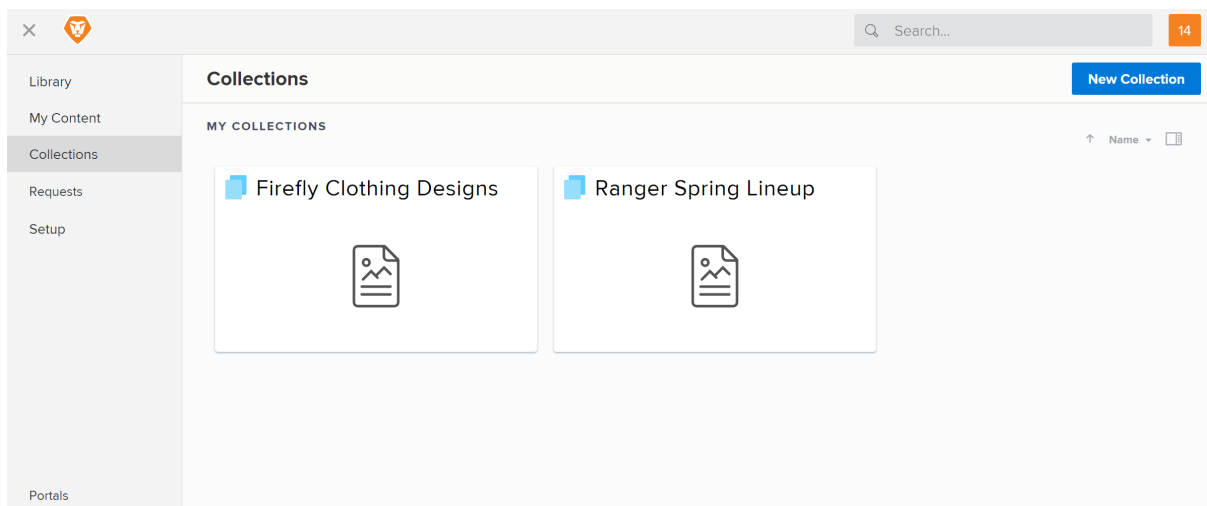 Search...
14
Library
My Content
Collections
Requests
Setup
Portals
Collections
New Collection
MY COLLECTIONS
Name
Firefly Clothing Designs
Ranger Spring Lineup